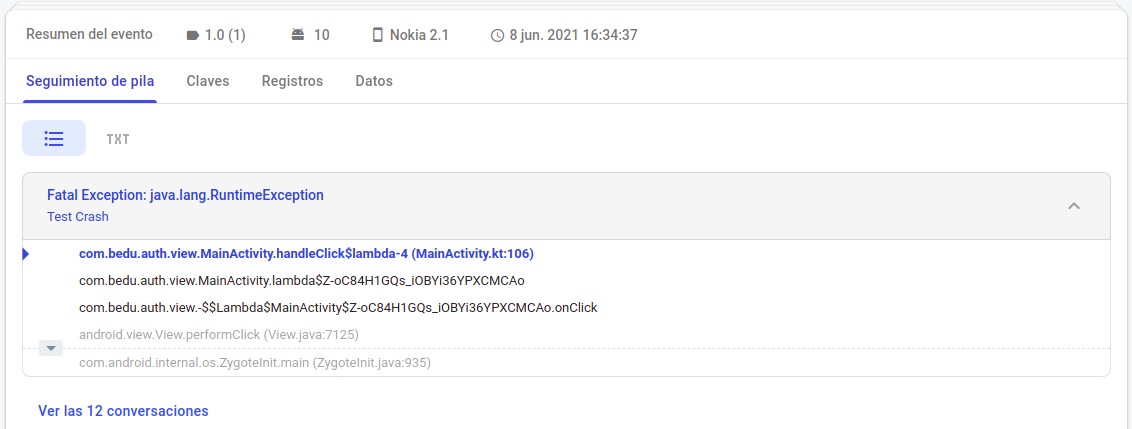 Resumen del evento 1.0 (1) 10 Nokia 2.1 8 jun. 2021 16:34:37
Seguimiento de pila Claves Registros Datos
TXT
Fatal Exception: java.lang.RuntimeException
Test Crash
com.bedu.auth.view.MainActivity.handleClick$lambda-4 (MainActivity.kt:106)
com.bedu.auth.view.MainActivity.lambda$Z-oC84H1GQs_iOBYi36YPXCMCAo
com.bedu.auth.view.-$$Lambda$MainActivity$Z-oC84H1GQs_iOBYi36YPXCMCAo.onClick
android.view.View.performClick (View.java:7125)
com.android.internal.os.ZygoteInit.main (ZygoteInit.java:935)
Ver las 12 conversaciones